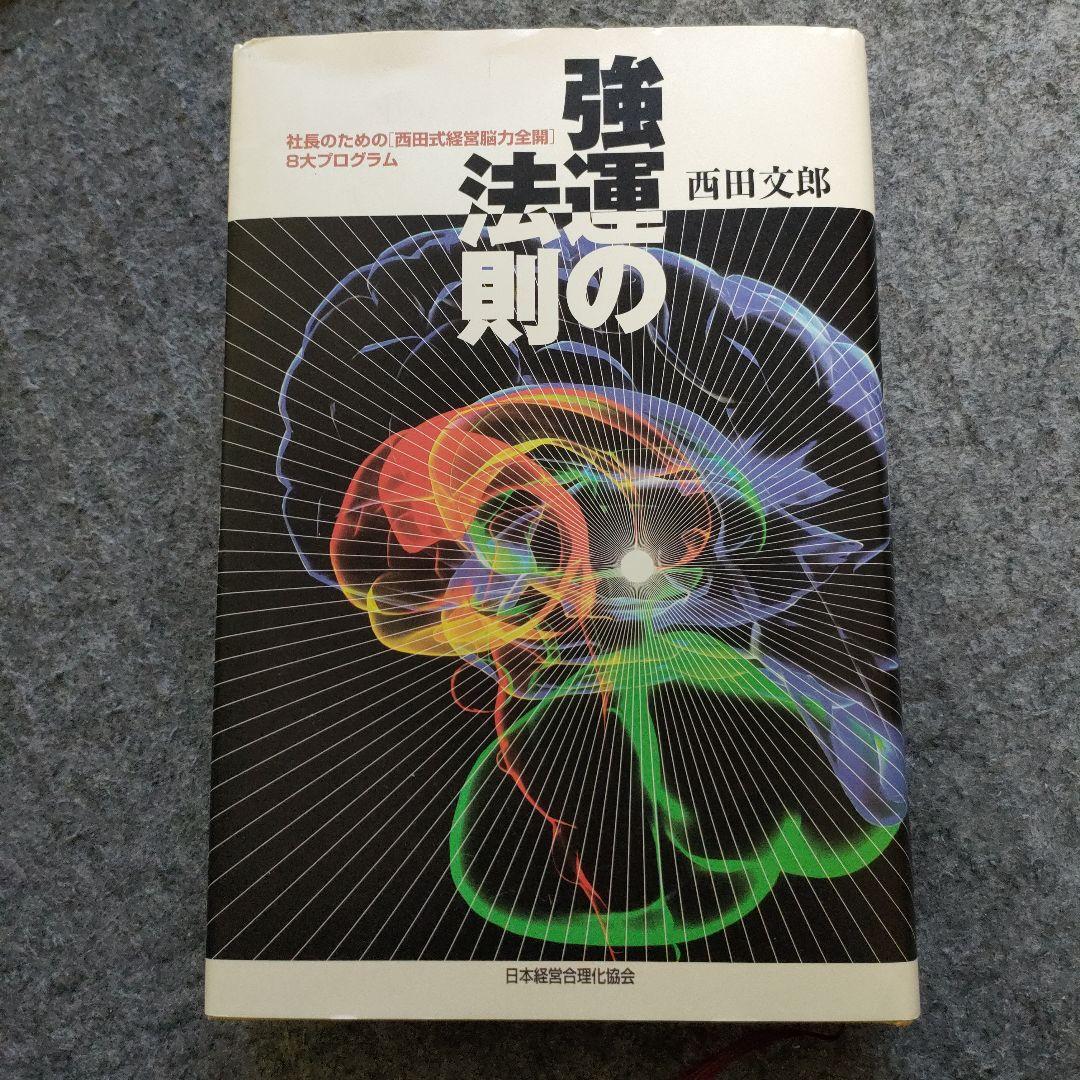 強運の
法則
社長のための[西田式経営脳力全開]
8大プログラム
西田文郎
日本経営合理化協会